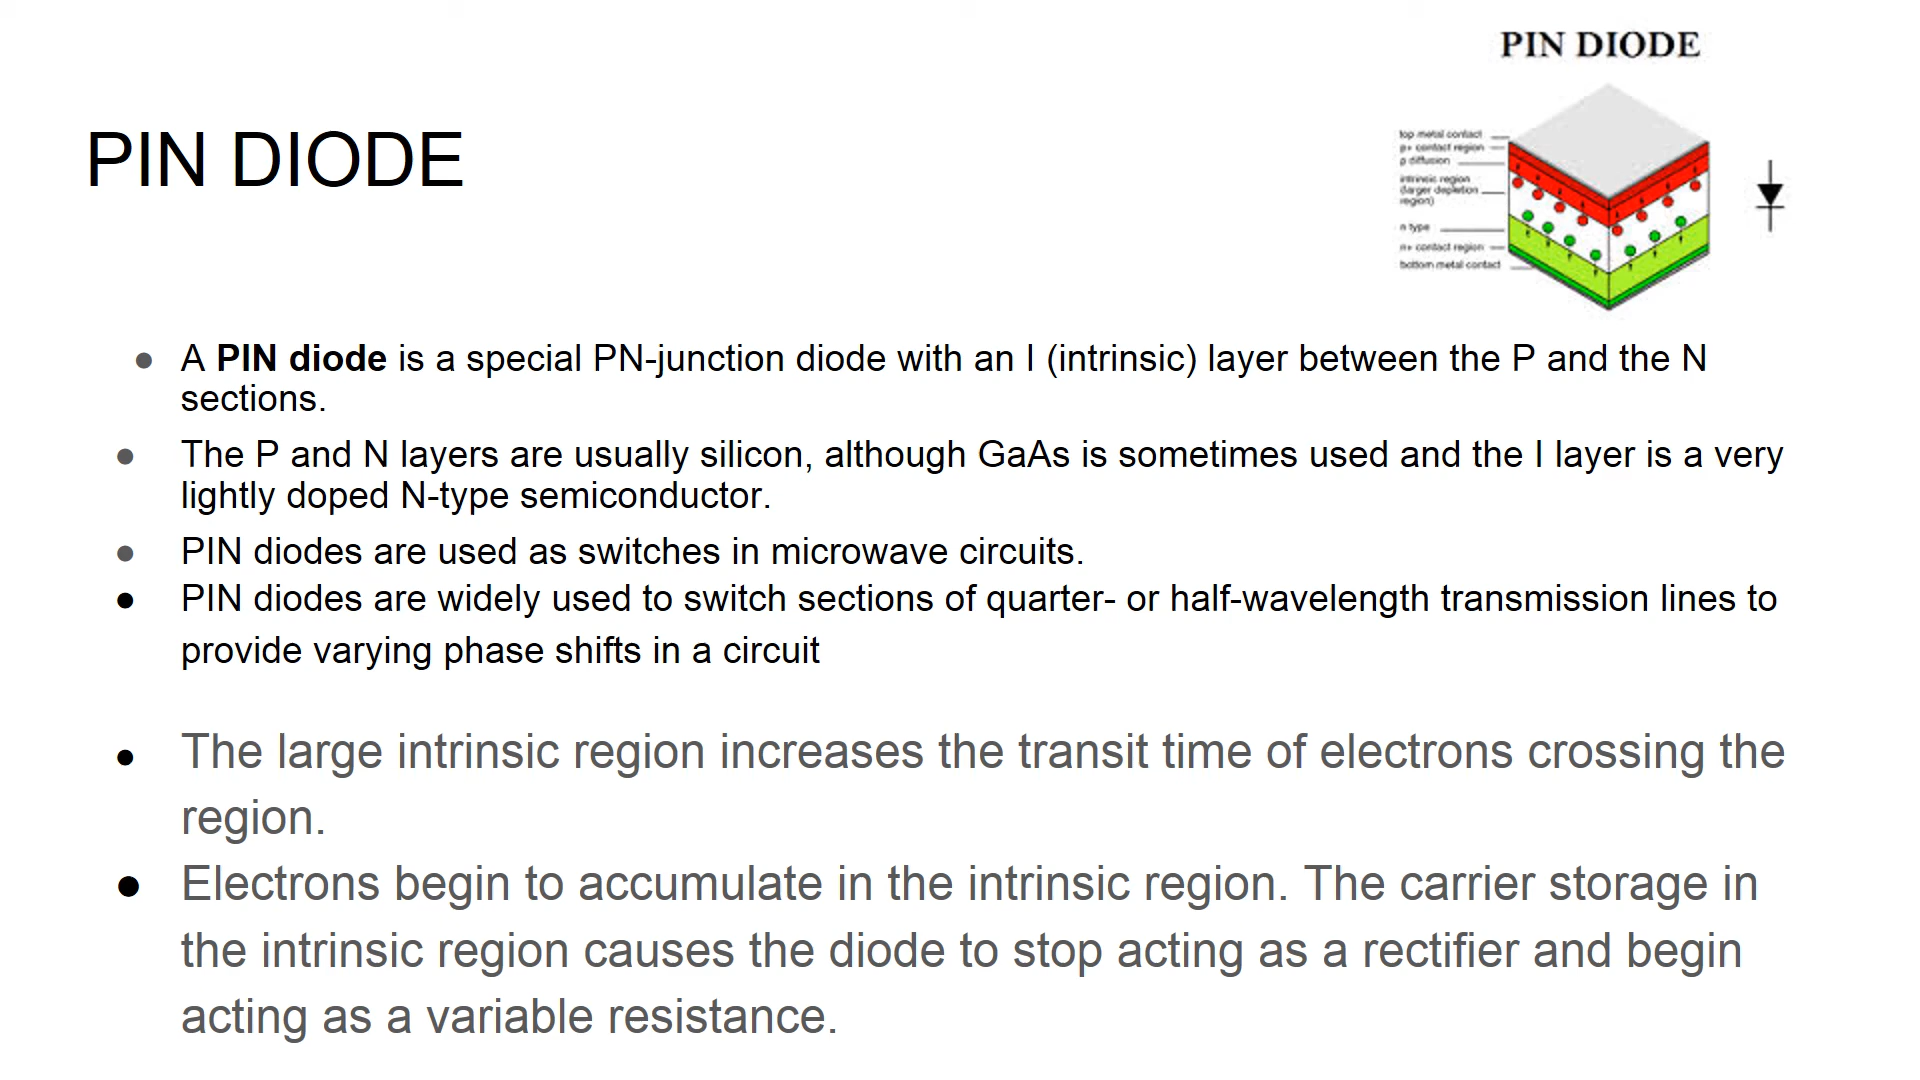 PIN DIODE
PIN DIODE
top metal contact
p+ contact region
p diffusion
intrinsic region
(larger depletion
region)
n type
n+ contact region
bottom metal contact
● A PIN diode is a special PN-junction diode with an I (intrinsic) layer between the P and the N
sections.
● The P and N layers are usually silicon, although GaAs is sometimes used and the I layer is a very
lightly doped N-type semiconductor.
● PIN diodes are used as switches in microwave circuits.
● PIN diodes are widely used to switch sections of quarter- or half-wavelength transmission lines to
provide varying phase shifts in a circuit
● The large intrinsic region increases the transit time of electrons crossing the
region.
● Electrons begin to accumulate in the intrinsic region. The carrier storage in
the intrinsic region causes the diode to stop acting as a rectifier and begin
acting as a variable resistance.